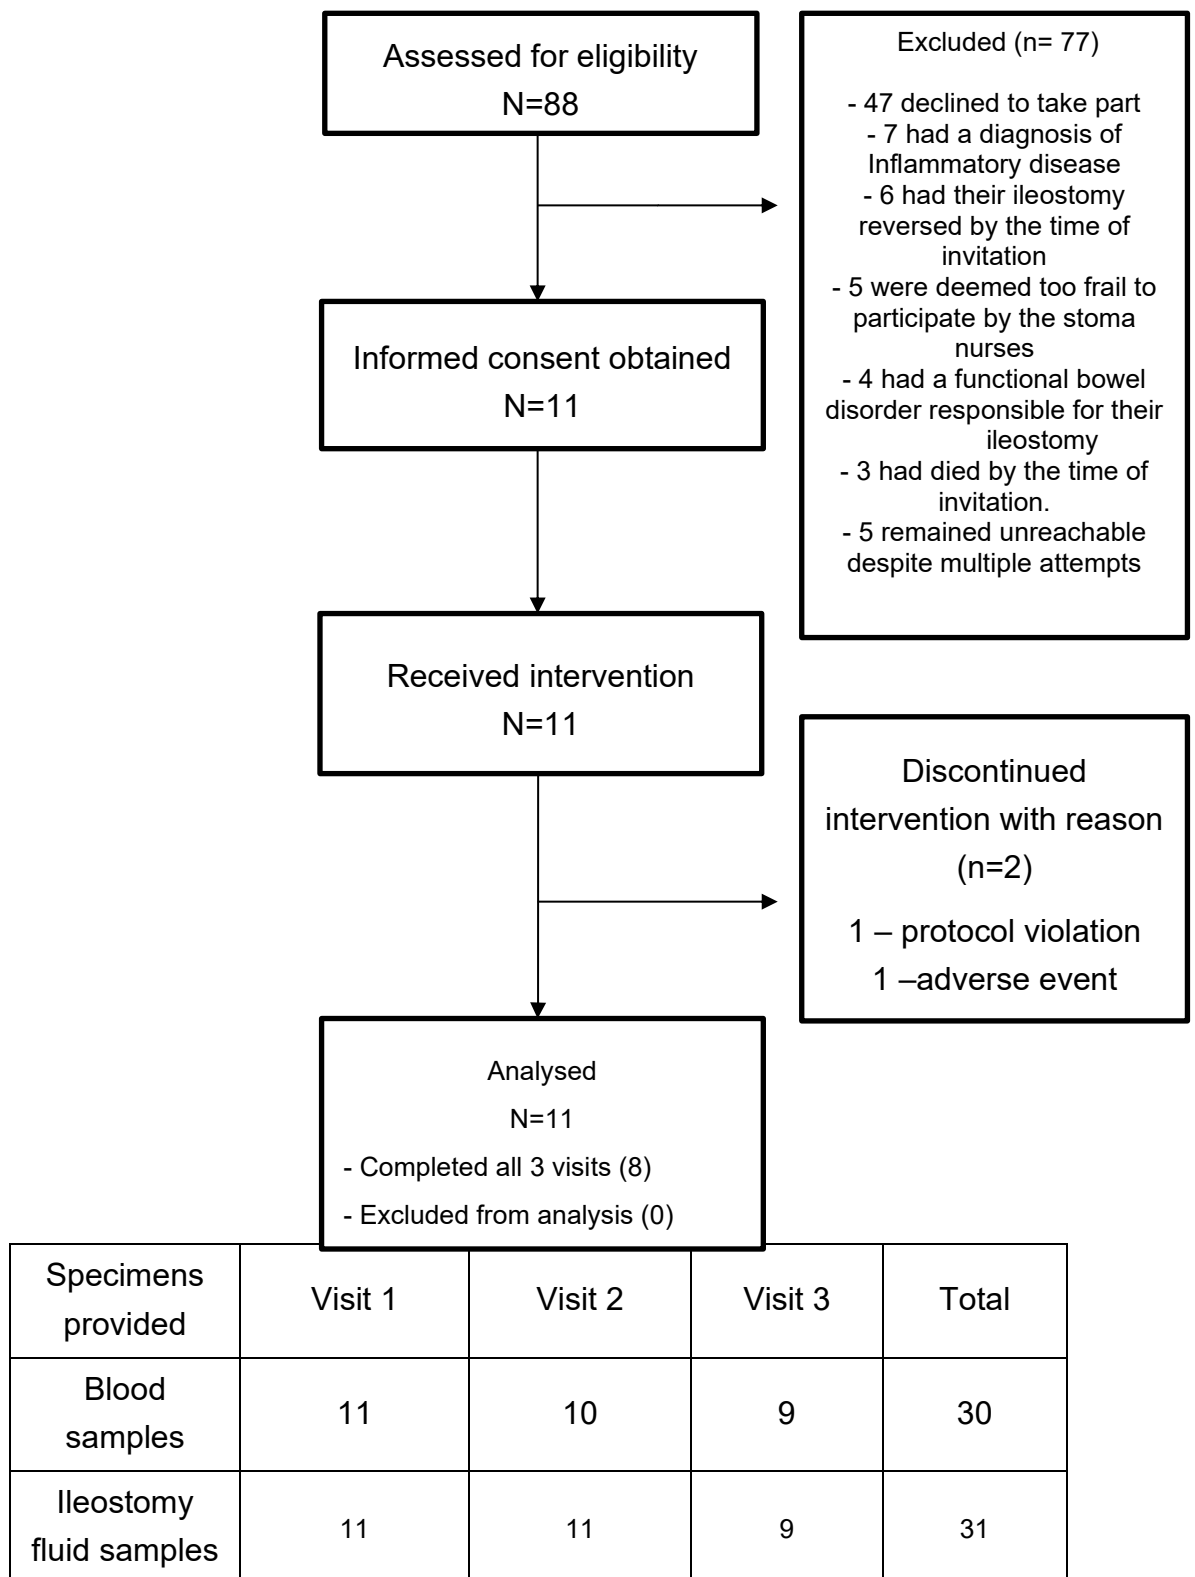 Assessed for eligibility
N=88
Excluded (n= 77)
- 47 declined to take part
- 7 had a diagnosis of
Inflammatory disease
- 6 had their ileostomy
reversed by the time of
invitation
- 5 were deemed too frail to
participate by the stoma
nurses
- 4 had a functional bowel
disorder responsible for their
ileostomy
- 3 had died by the time of
invitation.
- 5 remained unreachable
despite multiple attempts
Informed consent obtained
N=11
Received intervention
N=11
Discontinued
intervention with reason
(n=2)
1 – protocol violation
1 –adverse event
Analysed
N=11
- Completed all 3 visits (8)
- Excluded from analysis (0)
Specimens
provided
Visit 1
Visit 2
Visit 3
Total
Blood
samples
11
10
9
30
Ileostomy
fluid samples
11
11
9
31